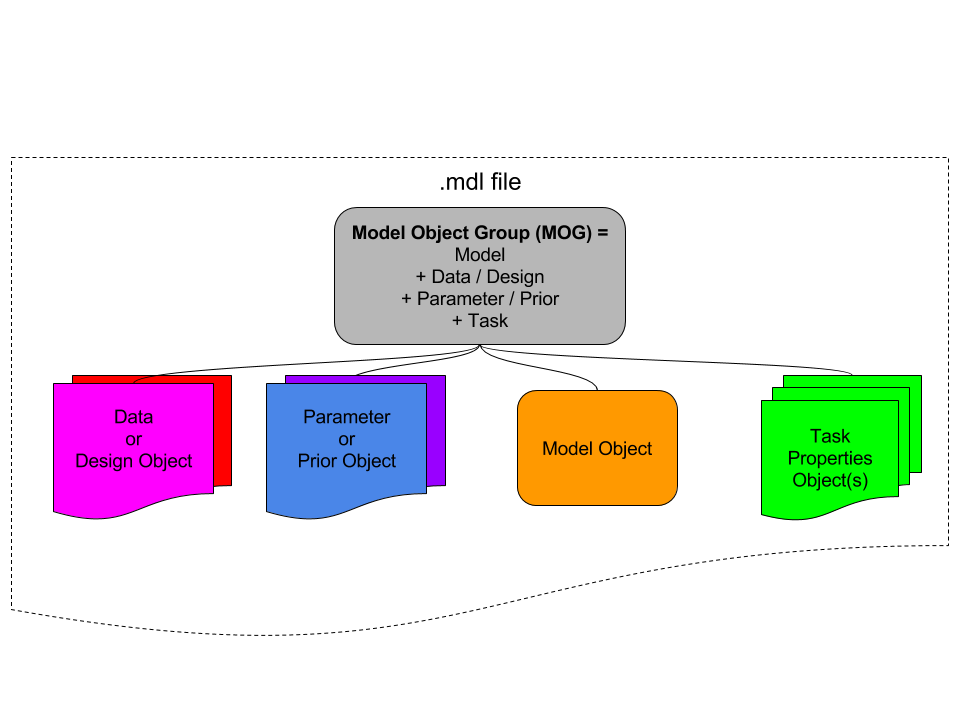 .mdl file
Model Object Group (MOG) =
Model
+ Data / Design
+ Parameter / Prior
+ Task
Data
or
Design Object
Parameter
or
Prior Object
Model Object
Task
Properties
Object(s)